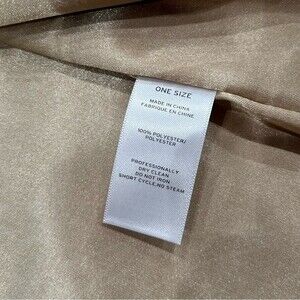 ONE SIZE
MADE IN CHINA
FABRIQUE EN CHINE
100% POLYESTER/
POLYESTER
PROFESSIONALLY
DRY CLEAN
DO NOT IRON
SHORT CYCLE,NO STEAM